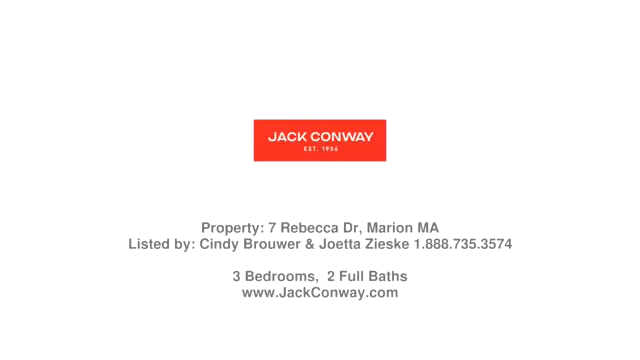 JACK CONWAY
EST. 1956
Property: 7 Rebecca Dr, Marion MA
Listed by: Cindy Brouwer & Joetta Zieske 1.888.735.3574
3 Bedrooms,  2 Full Baths
www.JackConway.com